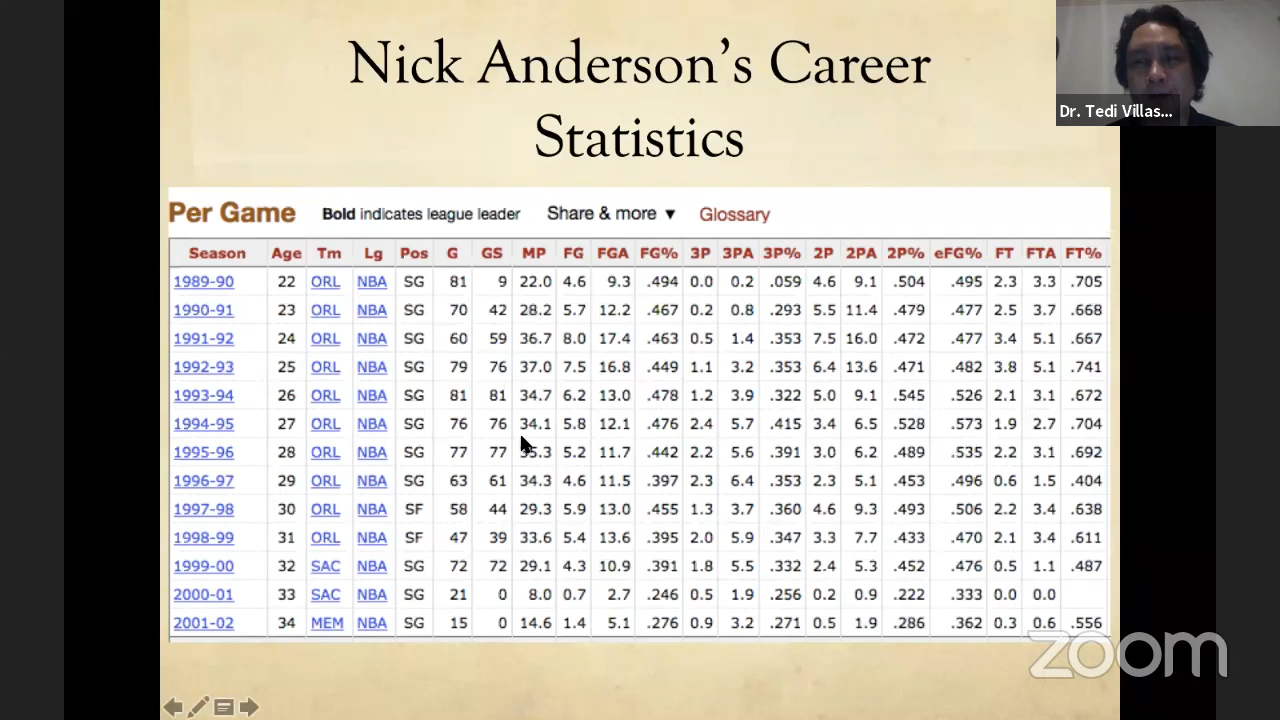 Nick Anderson's Career
Statistics
Dr. Tedi Villas...
Per Game Bold indicates league leader Share & more ▼ Glossary
Season Age Tm Lg Pos G GS MP FG FGA FG% 3P 3PA 3P% 2P 2PA 2P% eFG% FT FTA FT%
1989-90 22 ORL NBA SG 81 9 22.0 4.6 9.3 .494 0.0 0.2 .059 4.6 9.1 .504 .495 2.3 3.3 .705
1990-91 23 ORL NBA SG 70 42 28.2 5.7 12.2 .467 0.2 0.8 .293 5.5 11.4 .479 .477 2.5 3.7 .668
1991-92 24 ORL NBA SG 60 59 36.7 8.0 17.4 .463 0.5 1.4 .353 7.5 16.0 .472 .477 3.4 5.1 .667
1992-93 25 ORL NBA SG 79 76 37.0 7.5 16.8 .449 1.1 3.2 .353 6.4 13.6 .471 .482 3.8 5.1 .741
1993-94 26 ORL NBA SG 81 81 34.7 6.2 13.0 .478 1.2 3.9 .322 5.0 9.1 .545 .526 2.1 3.1 .672
1994-95 27 ORL NBA SG 76 76 34.1 5.8 12.1 .476 2.4 5.7 .415 3.4 6.5 .528 .573 1.9 2.7 .704
1995-96 28 ORL NBA SG 77 77 35.3 5.2 11.7 .442 2.2 5.6 .391 3.0 6.2 .489 .535 2.2 3.1 .692
1996-97 29 ORL NBA SG 63 61 34.3 4.6 11.5 .397 2.3 6.4 .353 2.3 5.1 .453 .496 0.6 1.5 .404
1997-98 30 ORL NBA SF 58 44 29.3 5.9 13.0 .455 1.3 3.7 .360 4.6 9.3 .493 .506 2.2 3.4 .638
1998-99 31 ORL NBA SF 47 39 33.6 5.4 13.6 .395 2.0 5.9 .347 3.3 7.7 .433 .470 2.1 3.4 .611
1999-00 32 SAC NBA SG 72 72 29.1 4.3 10.9 .391 1.8 5.5 .332 2.4 5.3 .452 .476 0.5 1.1 .487
2000-01 33 SAC NBA SG 21 0 8.0 0.7 2.7 .246 0.5 1.9 .256 0.2 0.9 .222 .333 0.0 0.0
2001-02 34 MEM NBA SG 15 0 14.6 1.4 5.1 .276 0.9 3.2 .271 0.5 1.9 .286 .362 0.3 0.6 .556
zoom